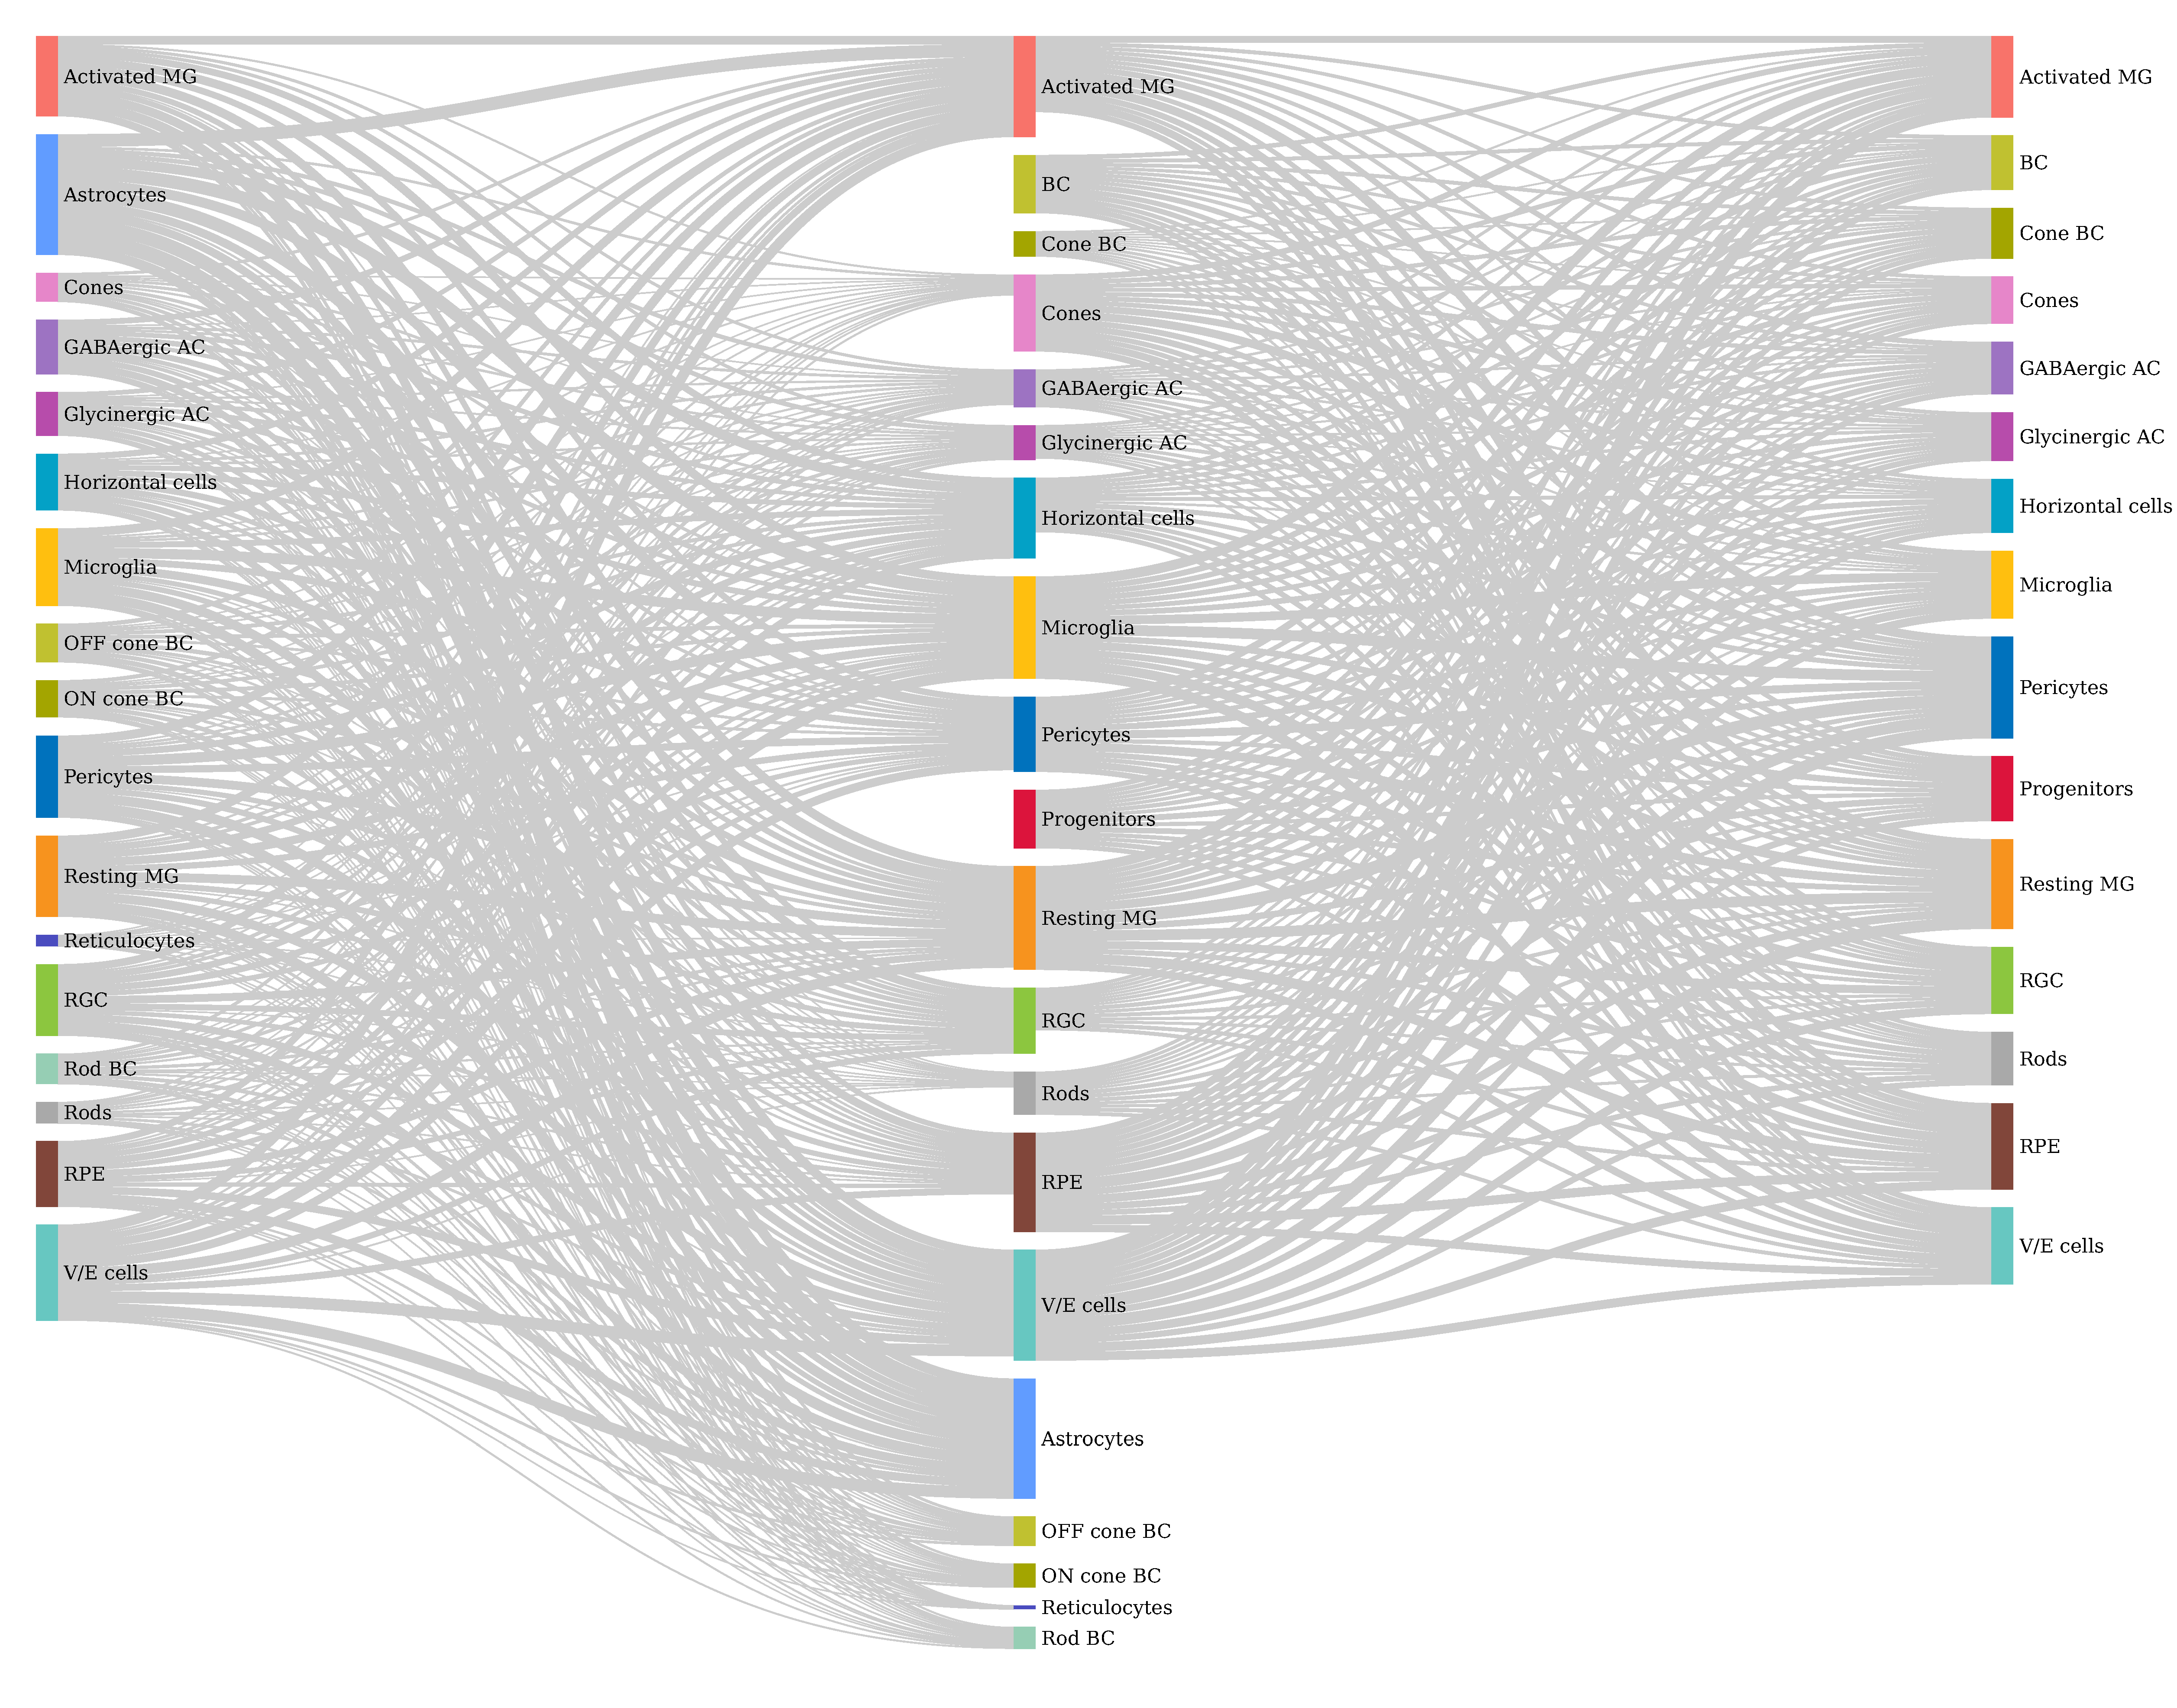 Activated MG
Astrocytes
Cones
GABAergic AC
Glycinergic AC
Horizontal cells
Microglia
OFF cone BC
ON cone BC
Pericytes
Resting MG
Reticulocytes
RGC
Rod BC
Rods
RPE
V/E cells
Activated MG
BC
Cone BC
Cones
GABAergic AC
Glycinergic AC
Horizontal cells
Microglia
Pericytes
Progenitors
Resting MG
RGC
Rods
RPE
V/E cells
Astrocytes
OFF cone BC
ON cone BC
Reticulocytes
Rod BC
Activated MG
BC
Cone BC
Cones
GABAergic AC
Glycinergic AC
Horizontal cells
Microglia
Pericytes
Progenitors
Resting MG
RGC
Rods
RPE
V/E cells